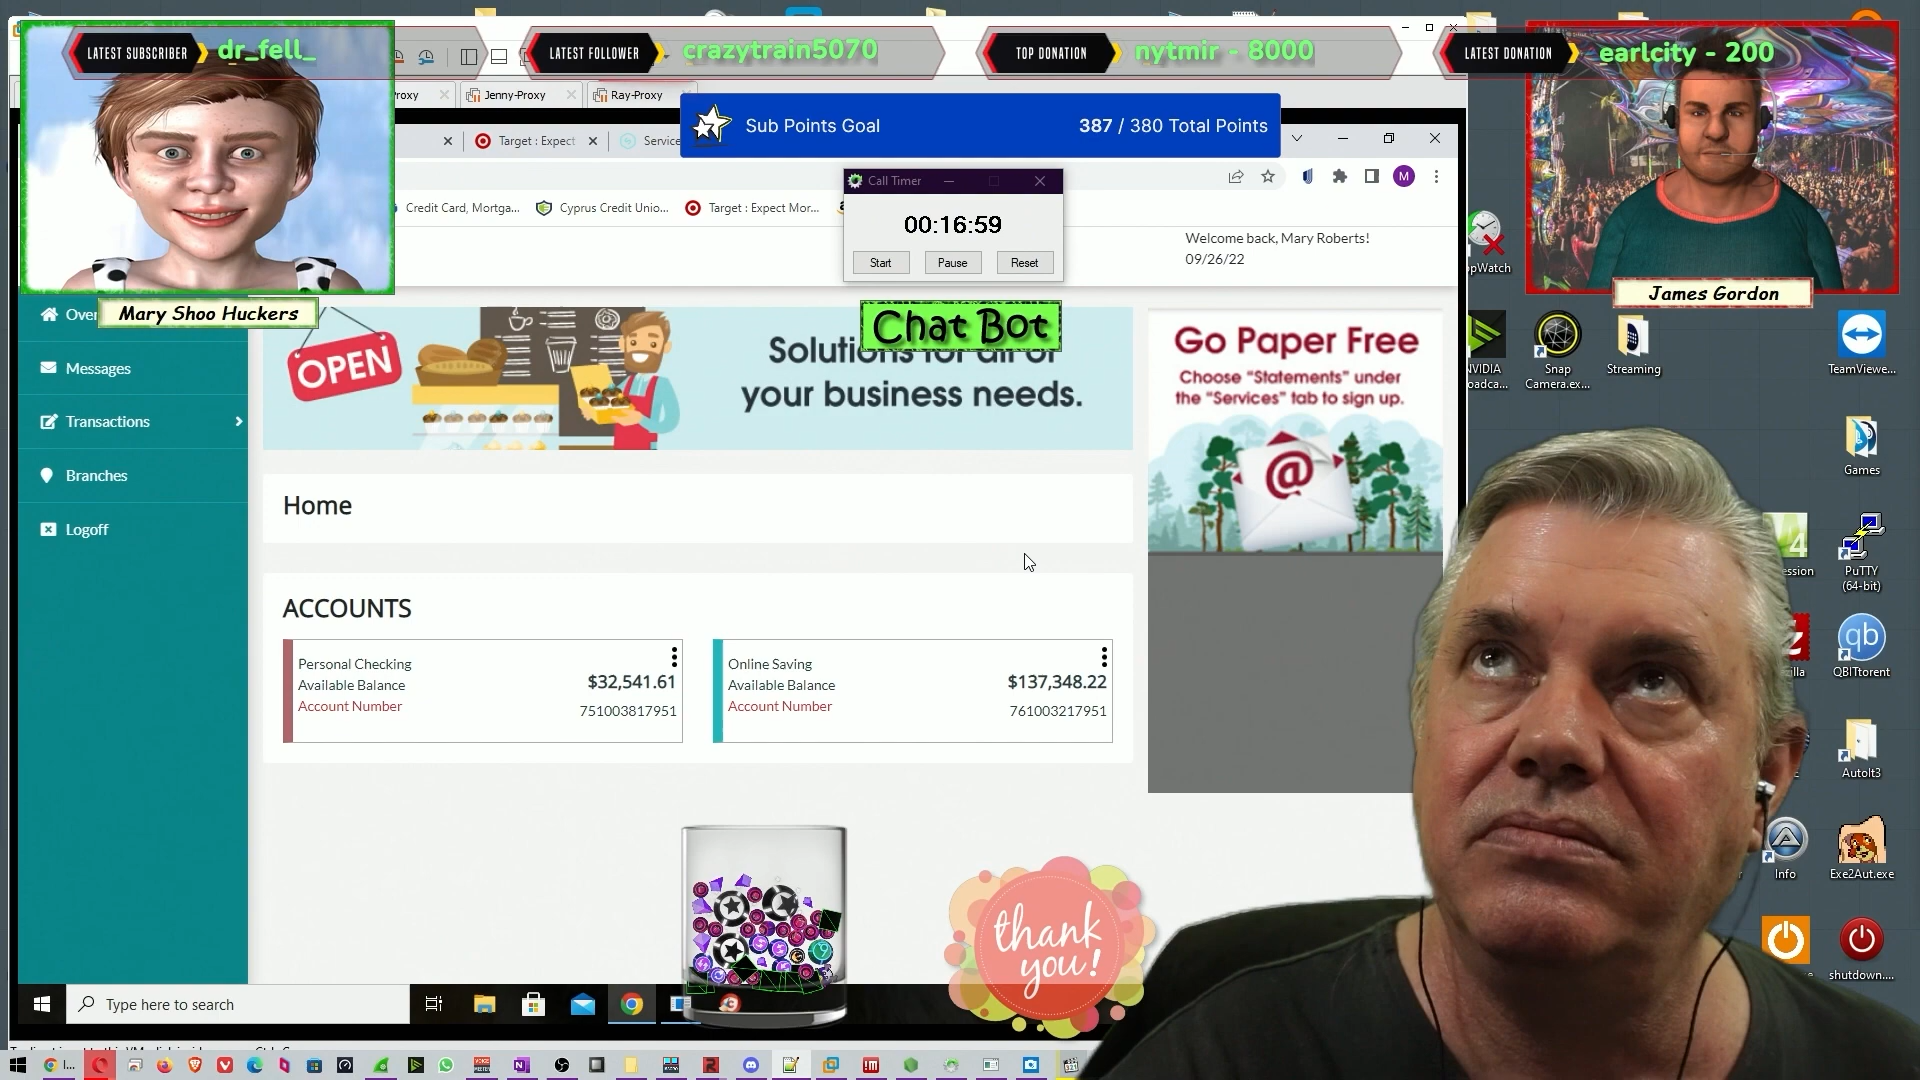 LATEST SUBSCRIBER
dr_fell_
LATEST FOLLOWER
crazytrain5070
TOP DONATION
nytmir - 8000
LATEST DONATION
earlcity - 200
Jenny-Proxy
Ray-Proxy
Sub Points Goal
387 / 380 Total Points
Target : Expect
Service
M
Call Timer
00:16:59
Start
Pause
Reset
Credit Card, Mortga...
Cyprus Credit Unio...
Target : Expect Mor...
Welcome back, Mary Roberts!
09/26/22
Mary Shoo Huckers
James Gordon
Chat Bot
Messages
Transactions
Branches
Logoff
OPEN
your business needs.
Go Paper Free
Choose "Statements" under
the "Services" tab to sign up.
@
Home
ACCOUNTS
Personal Checking
Available Balance
$32,541.61
Account Number
751003817951
Online Saving
Available Balance
$137,348.22
Account Number
761003217951
thank
you!
Type here to search
NVIDIA
Snap
Camera.ex...
Streaming
TeamViewe...
Games
PuTTY
(64-bit)
qb
QBITtorent
AutoIt3
Info
Exe2Aut.exe
shutdown....